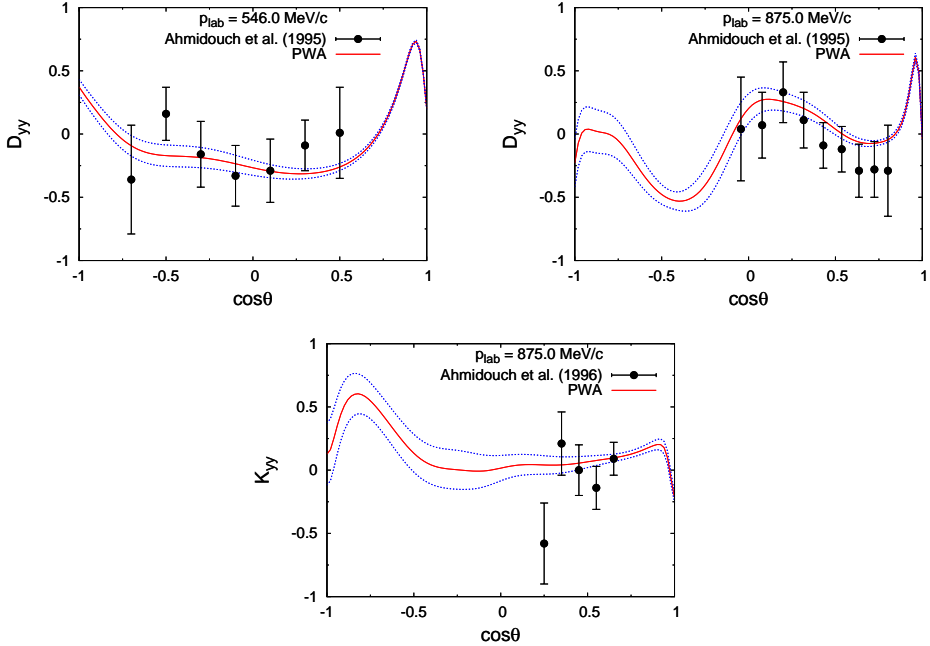 p_lab = 546.0 MeV/c
Ahmidouch et al. (1995)
PWA
D_yy
1
0.5
0
-0.5
-1
-1 -0.5 0 0.5 1
cosθ
p_lab = 875.0 MeV/c
Ahmidouch et al. (1995)
PWA
D_yy
1
0.5
0
-0.5
-1
-1 -0.5 0 0.5 1
cosθ
p_lab = 875.0 MeV/c
Ahmidouch et al. (1996)
PWA
K_yy
1
0.5
0
-0.5
-1
-1 -0.5 0 0.5 1
cosθ